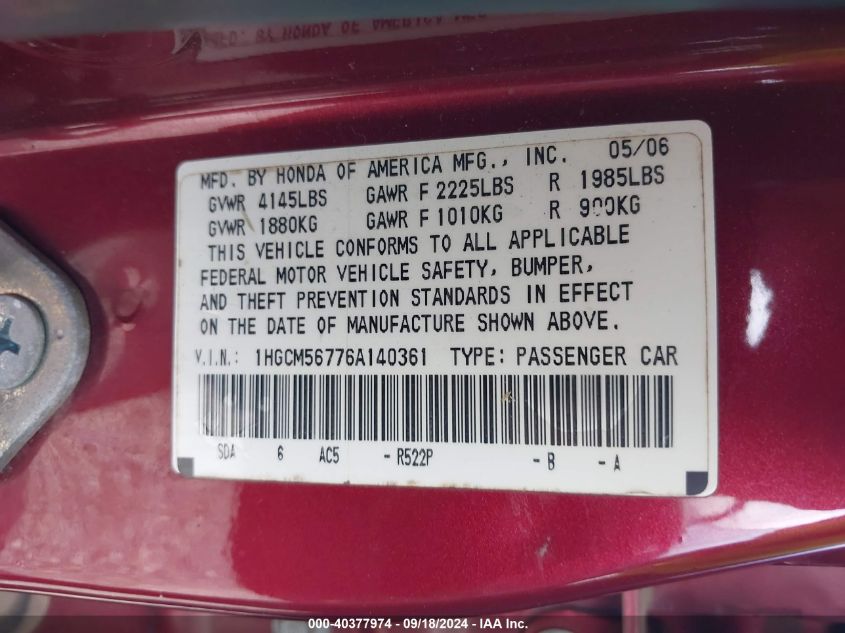 MFD. BY HONDA OF AMERICA MFG., INC. 05/06
GVWR 4145LBS GAWR F 2225LBS R 1985LBS
GVWR 1880KG GAWR F 1010KG R 900KG
THIS VEHICLE CONFORMS TO ALL APPLICABLE
FEDERAL MOTOR VEHICLE SAFETY, BUMPER,
AND THEFT PREVENTION STANDARDS IN EFFECT
ON THE DATE OF MANUFACTURE SHOWN ABOVE.
V.I.N.: 1HGCM56776A140361 TYPE: PASSENGER CAR
SDA 6 AC5 - R522P - B - A
000-40377974 - 09/18/2024 - IAA Inc.